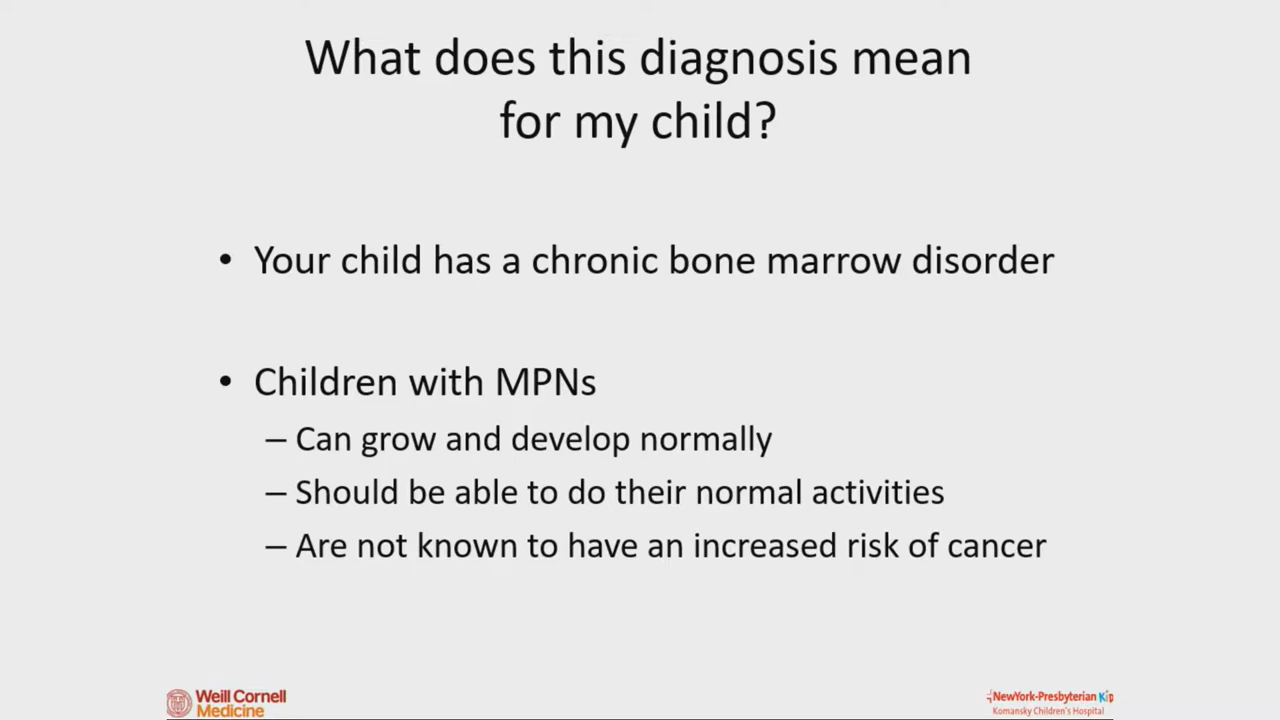 What does this diagnosis mean
for my child?
• Your child has a chronic bone marrow disorder
• Children with MPNs
– Can grow and develop normally
– Should be able to do their normal activities
– Are not known to have an increased risk of cancer
Weill Cornell
Medicine
NewYork-Presbyterian Kids
Komansky Children's Hospital